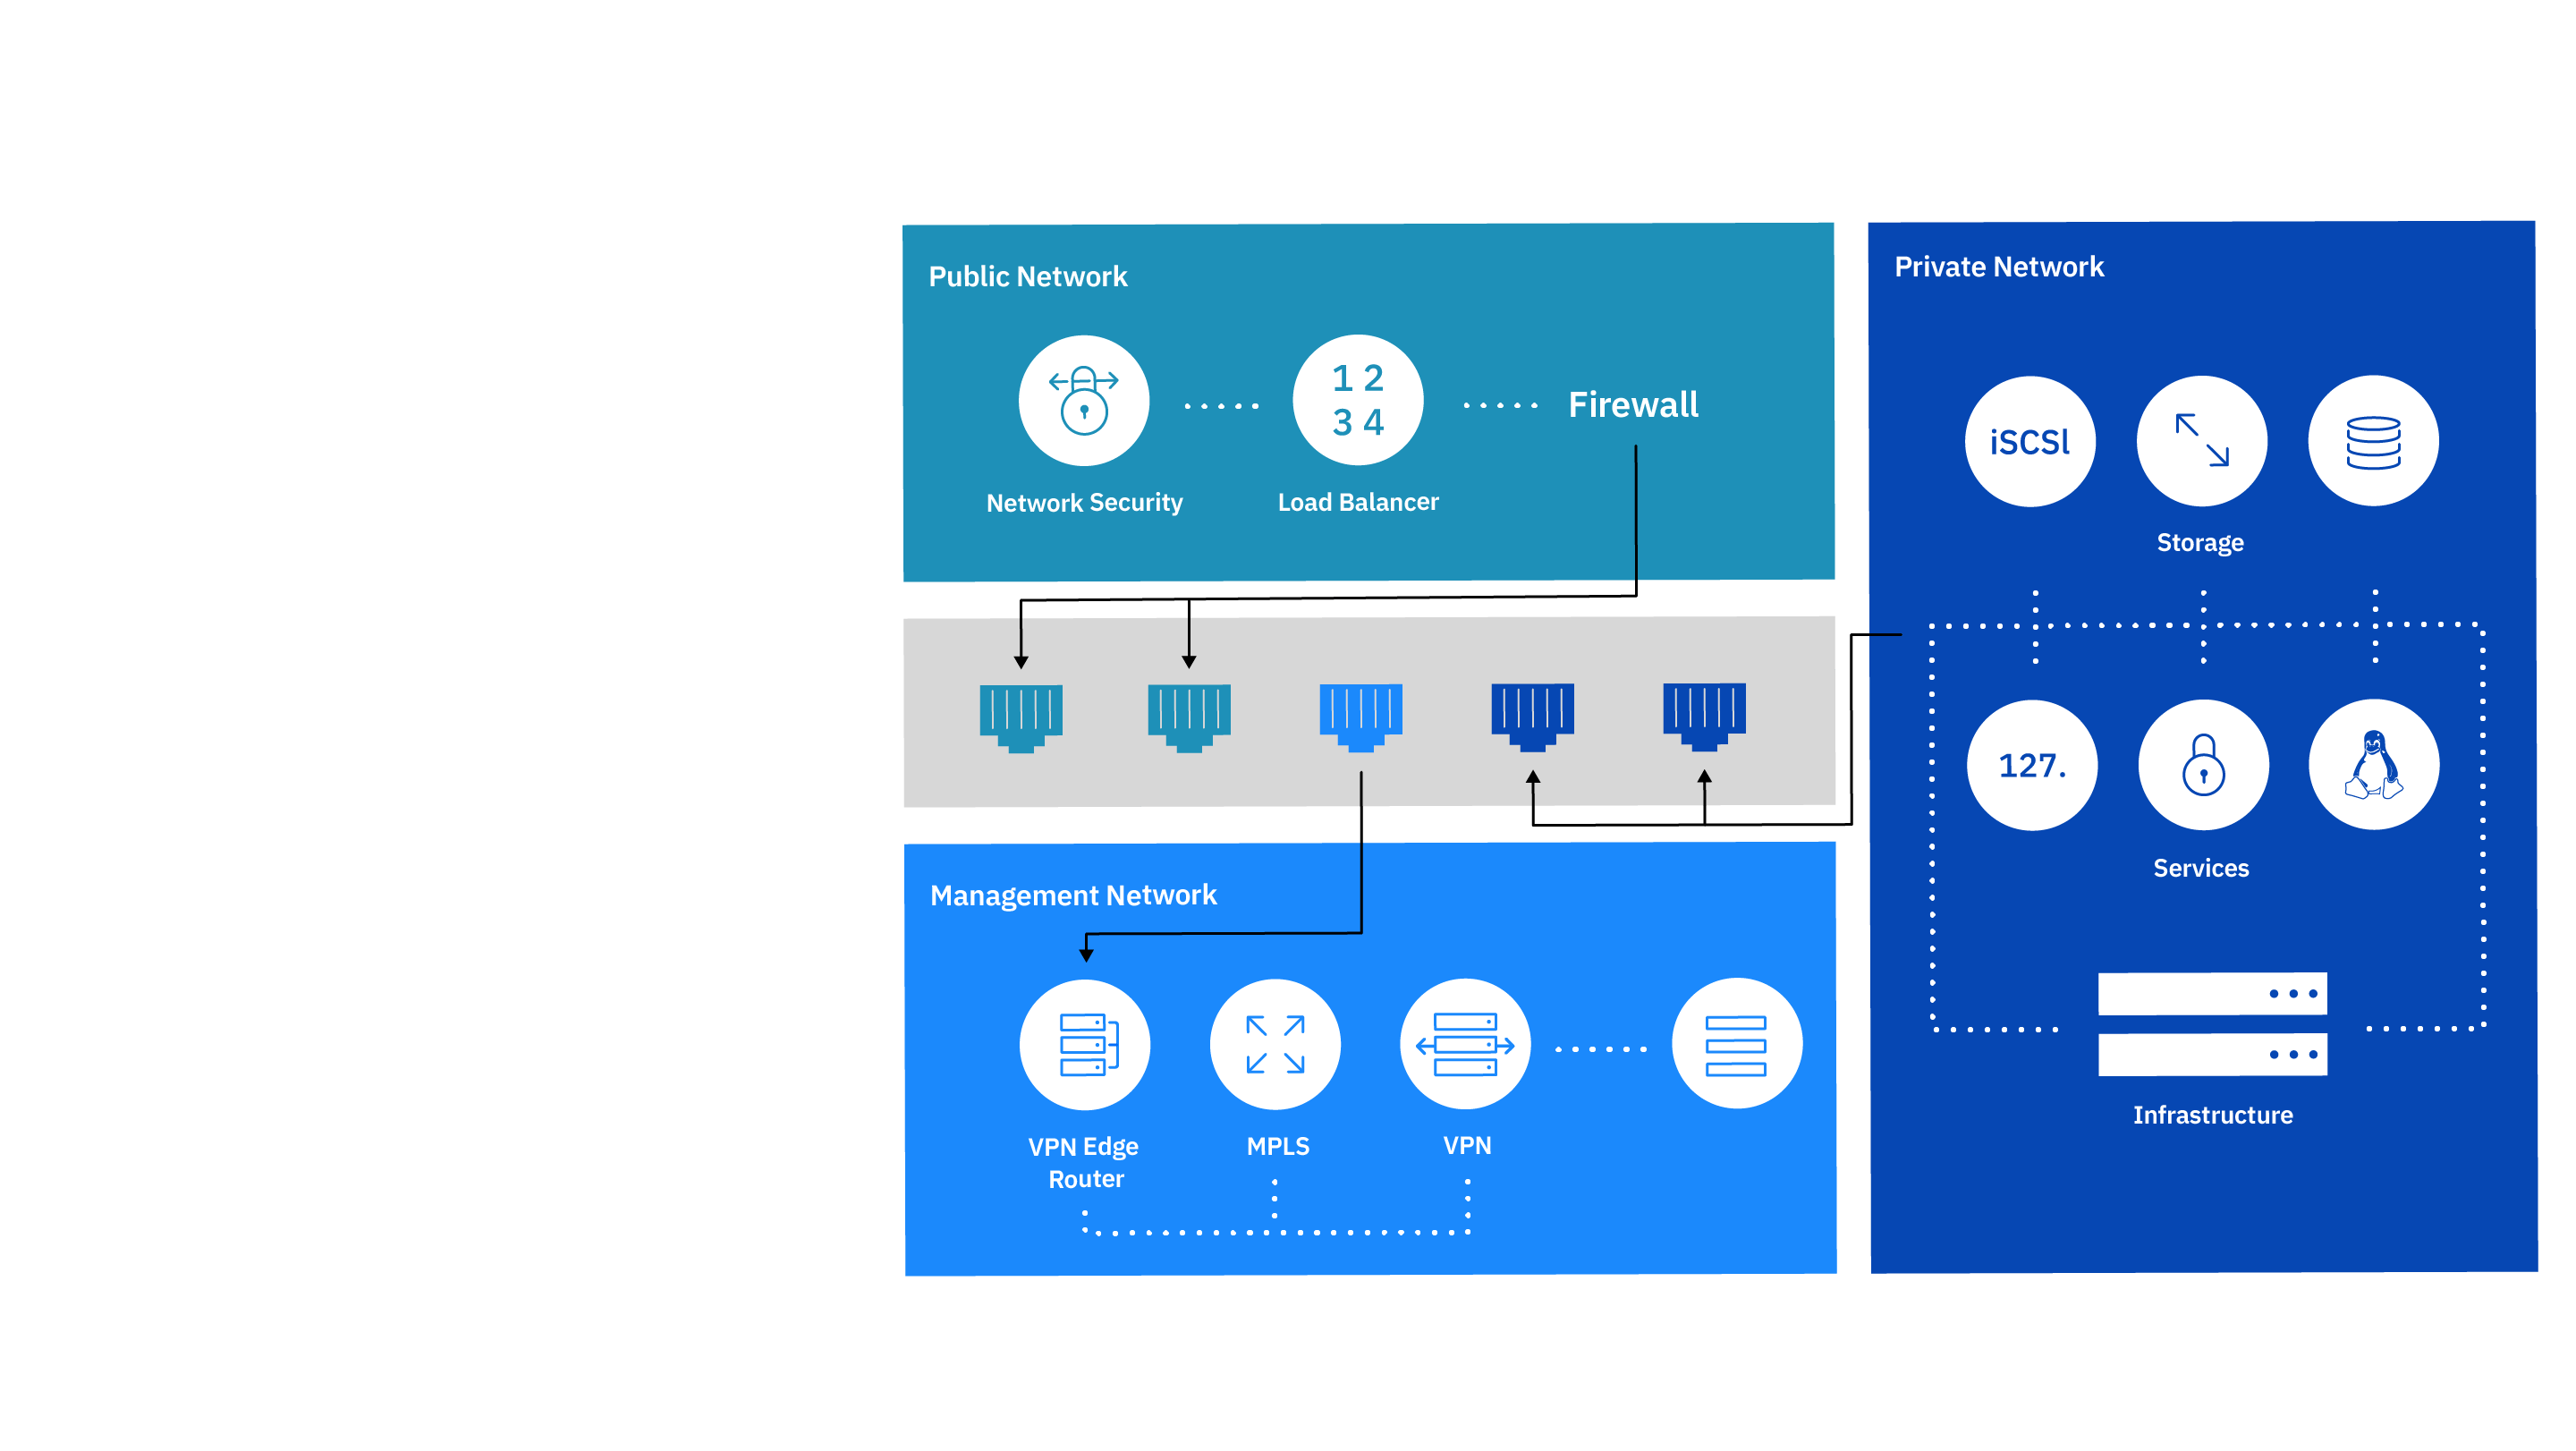 Public Network
1 2
3 4
Firewall
Network Security
Load Balancer
Private Network
iSCSl
Storage
127.
Services
Infrastructure
Management Network
VPN Edge
Router
MPLS
VPN